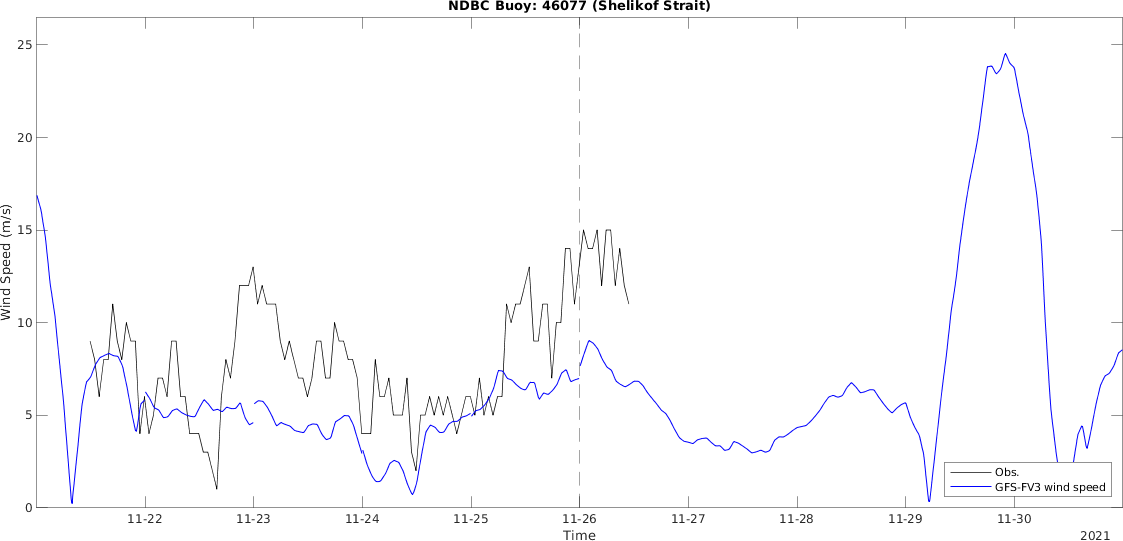 NDBC Buoy: 46077 (Shelikof Strait)
25
20
15
10
5
0
Wind Speed (m/s)
11-22 11-23 11-24 11-25 11-26 11-27 11-28 11-29 11-30
Time
2021
Obs.
GFS-FV3 wind speed